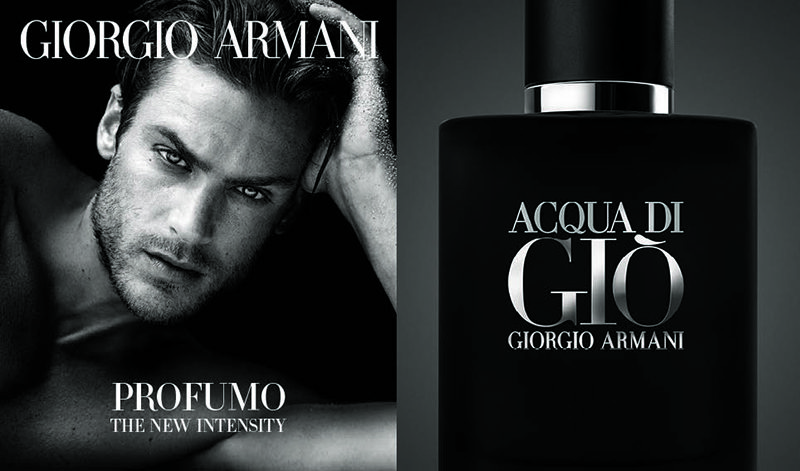 GIORGIO ARMANI
PROFUMO
THE NEW INTENSITY
ACQUA DI
GIÒ
GIORGIO ARMANI